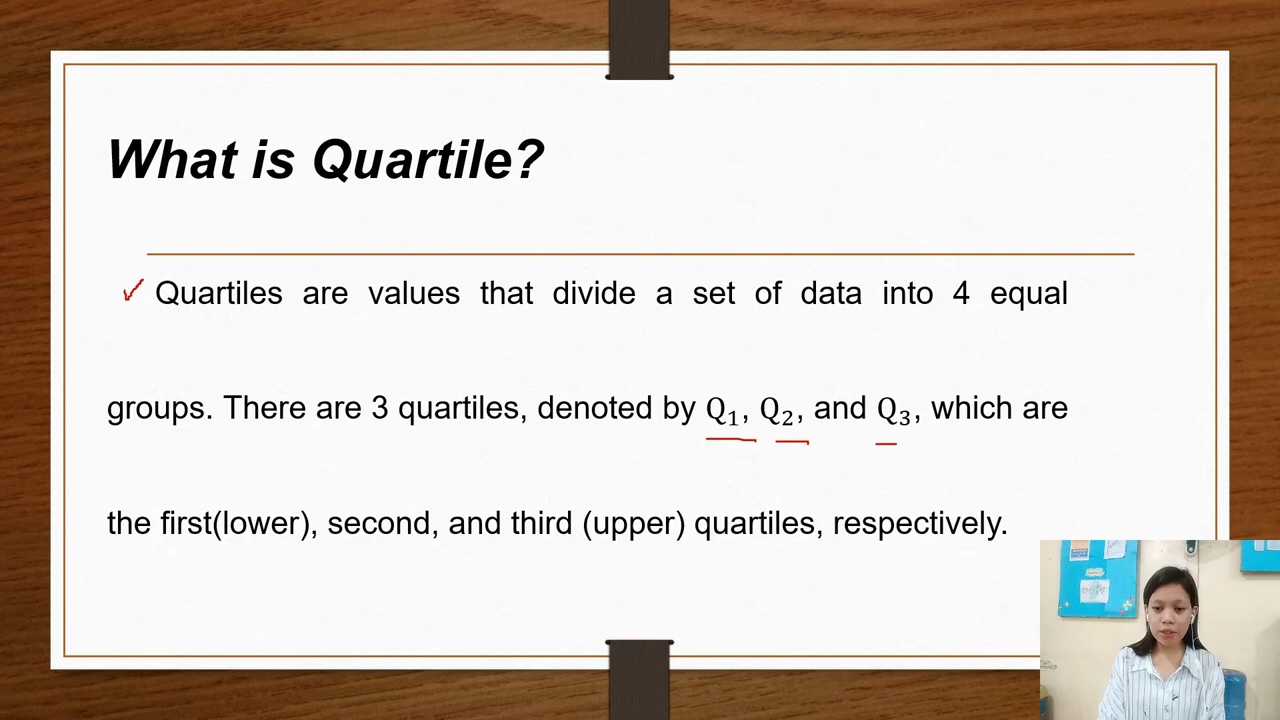 What is Quartile?
Quartiles are values that divide a set of data into 4 equal
groups. There are 3 quartiles, denoted by Q₁, Q₂, and Q₃, which are
the first(lower), second, and third (upper) quartiles, respectively.